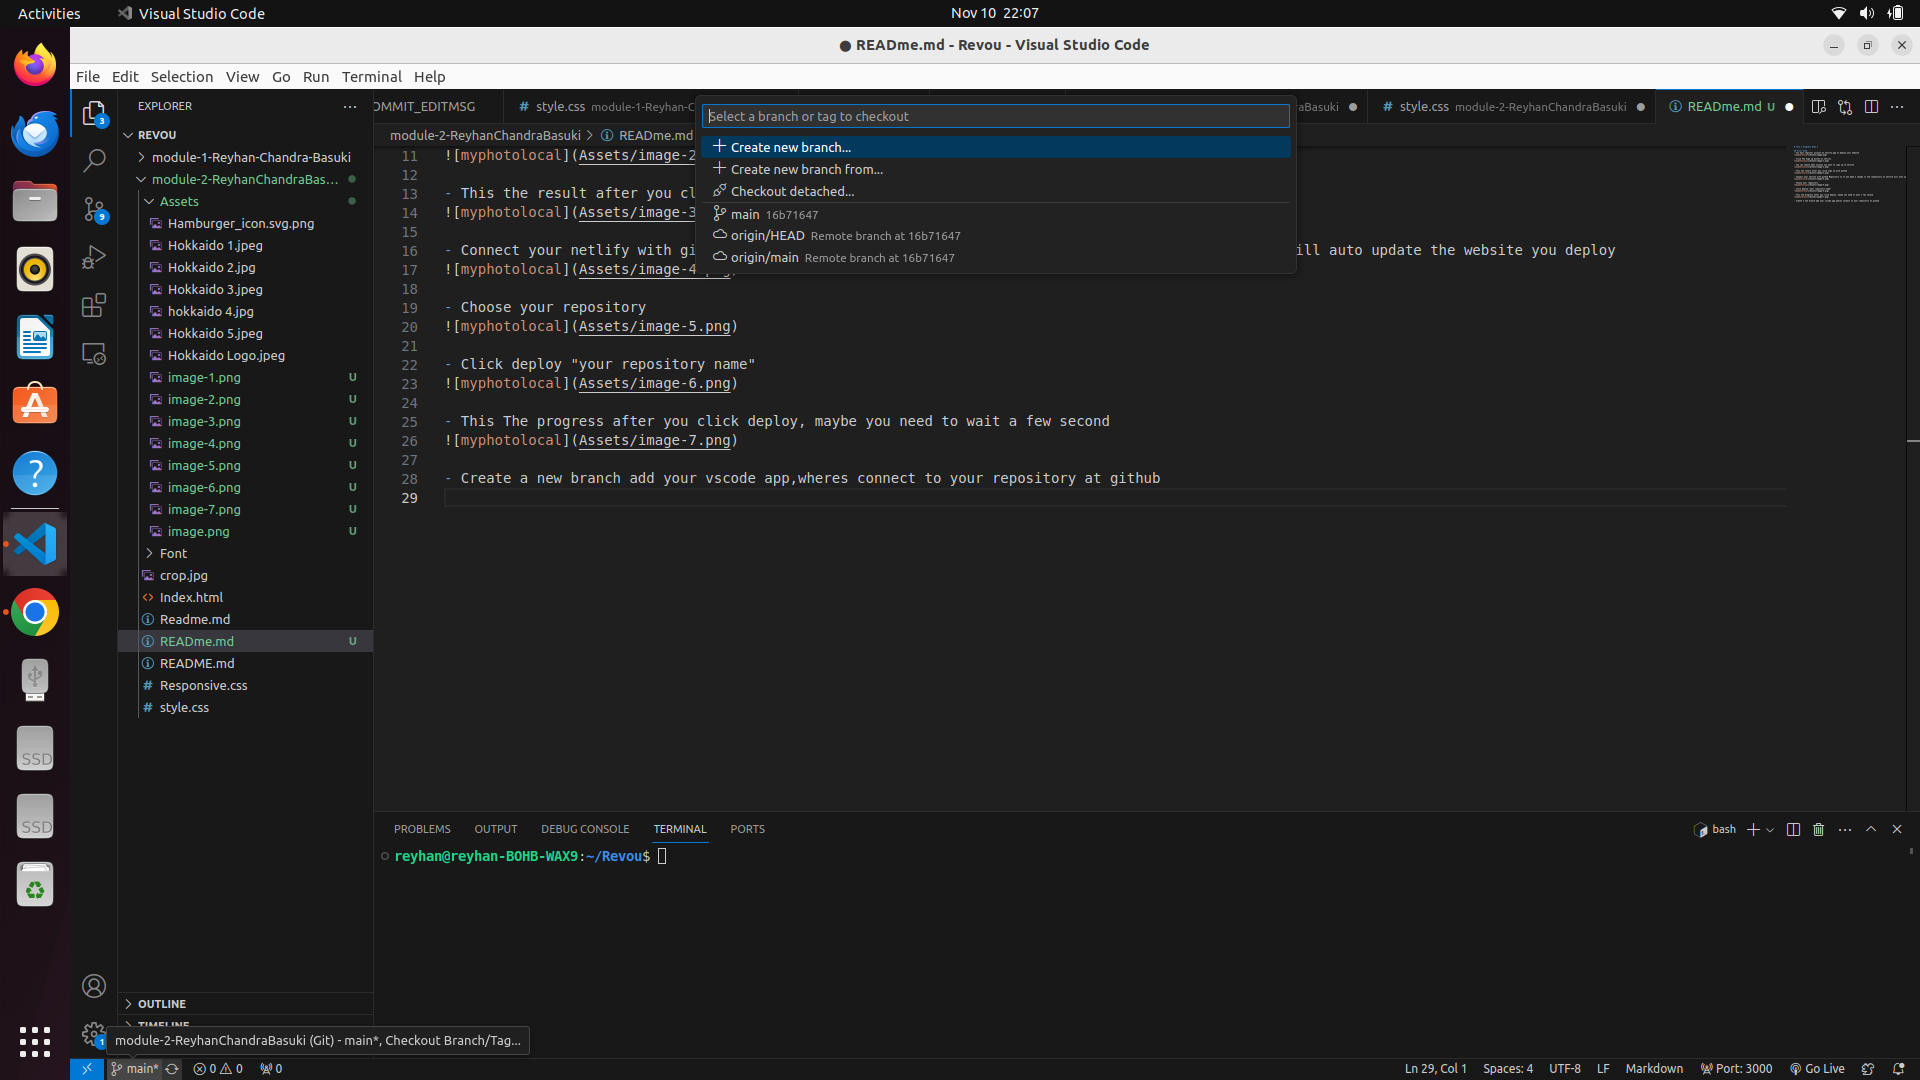 Activities
Visual Studio Code
Nov 10 22:07
● READme.md - Revou - Visual Studio Code
File Edit Selection View Go Run Terminal Help
EXPLORER
OMMIT_EDITMSG
# style.css module-1-Reyhan-C
aBasuki
# style.css module-2-ReyhanChandraBasuki
READme.md U
Select a branch or tag to checkout
Create new branch...
Create new branch from...
Checkout detached...
main 16b71647
origin/HEAD Remote branch at 16b71647
origin/main Remote branch at 16b71647
REVOU
module-1-Reyhan-Chandra-Basuki
module-2-ReyhanChandraBas...
Assets
Hamburger_icon.svg.png
Hokkaido 1.jpeg
Hokkaido 2.jpg
Hokkaido 3.jpeg
hokkaido 4.jpg
Hokkaido 5.jpeg
Hokkaido Logo.jpeg
image-1.png U
image-2.png U
image-3.png U
image-4.png U
image-5.png U
image-6.png U
image-7.png U
image.png U
Font
crop.jpg
Index.html
Readme.md
READme.md U
README.md
Responsive.css
style.css
OUTLINE
TIMELINE
module-2-ReyhanChandraBasuki > READme.md
11 ![myphotolocal](Assets/image-2
12
13 - This the result after you cl
14 ![myphotolocal](Assets/image-3
15
16 - Connect your netlify with gi ill auto update the website you deploy
17 ![myphotolocal](Assets/image-4.png)
18
19 - Choose your repository
20 ![myphotolocal](Assets/image-5.png)
21
22 - Click deploy "your repository name"
23 ![myphotolocal](Assets/image-6.png)
24
25 - This The progress after you click deploy, maybe you need to wait a few second
26 ![myphotolocal](Assets/image-7.png)
27
28 - Create a new branch add your vscode app,wheres connect to your repository at github
29
PROBLEMS OUTPUT DEBUG CONSOLE TERMINAL PORTS
bash
reyhan@reyhan-BOHB-WAX9:~/Revou$
module-2-ReyhanChandraBasuki (Git) - main*, Checkout Branch/Tag...
main* 0 0 0
Ln 29, Col 1 Spaces: 4 UTF-8 LF Markdown Port: 3000 Go Live
3
9
1
SSD
SSD